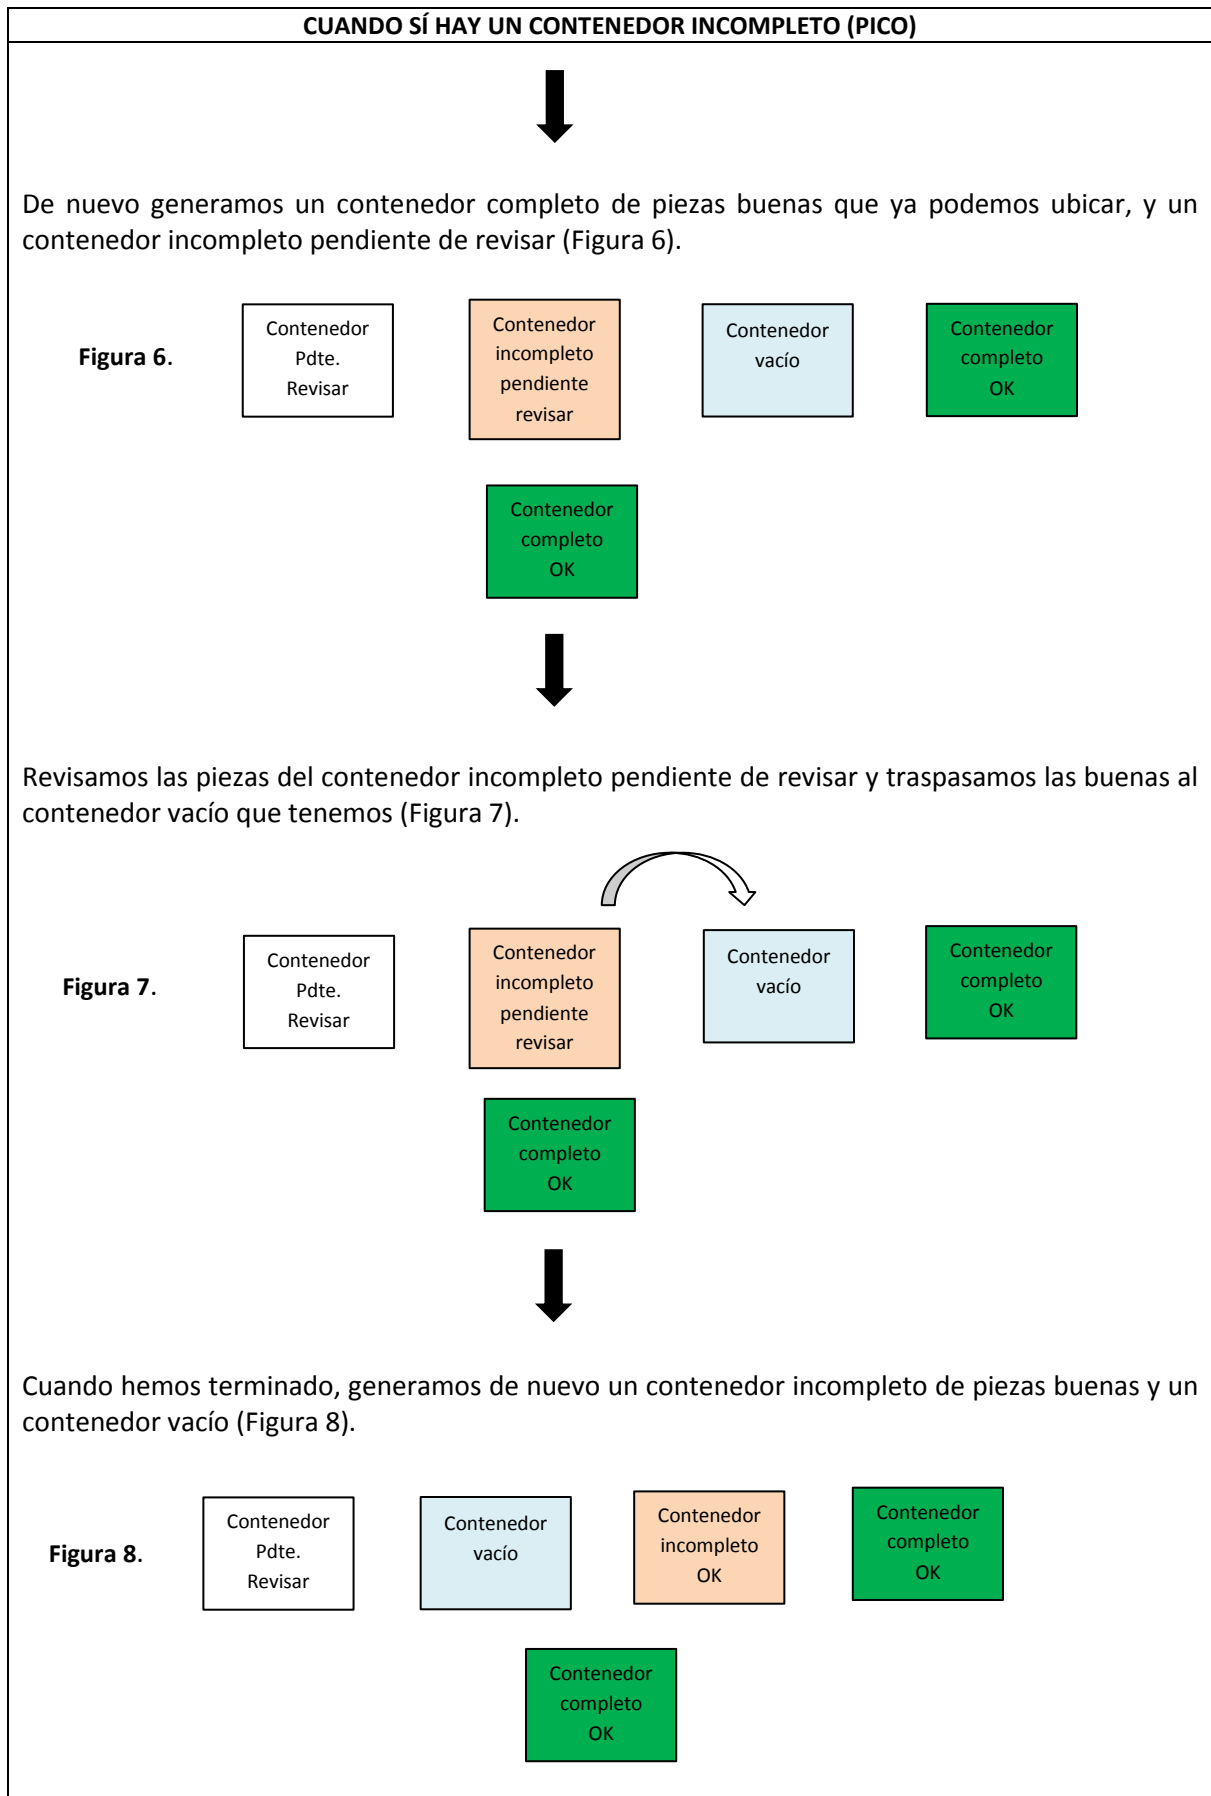 CUANDO SÍ HAY UN CONTENEDOR INCOMPLETO (PICO)
De nuevo generamos un contenedor completo de piezas buenas que ya podemos ubicar, y un
contenedor incompleto pendiente de revisar (Figura 6).
Figura 6.
Contenedor
Pdte.
Revisar
Contenedor
incompleto
pendiente
revisar
Contenedor
vacío
Contenedor
completo
OK
Contenedor
completo
OK
Revisamos las piezas del contenedor incompleto pendiente de revisar y traspasamos las buenas al
contenedor vacío que tenemos (Figura 7).
Figura 7.
Contenedor
Pdte.
Revisar
Contenedor
incompleto
pendiente
revisar
Contenedor
vacío
Contenedor
completo
OK
Contenedor
completo
OK
Cuando hemos terminado, generamos de nuevo un contenedor incompleto de piezas buenas y un
contenedor vacío (Figura 8).
Figura 8.
Contenedor
Pdte.
Revisar
Contenedor
vacío
Contenedor
incompleto
OK
Contenedor
completo
OK
Contenedor
completo
OK